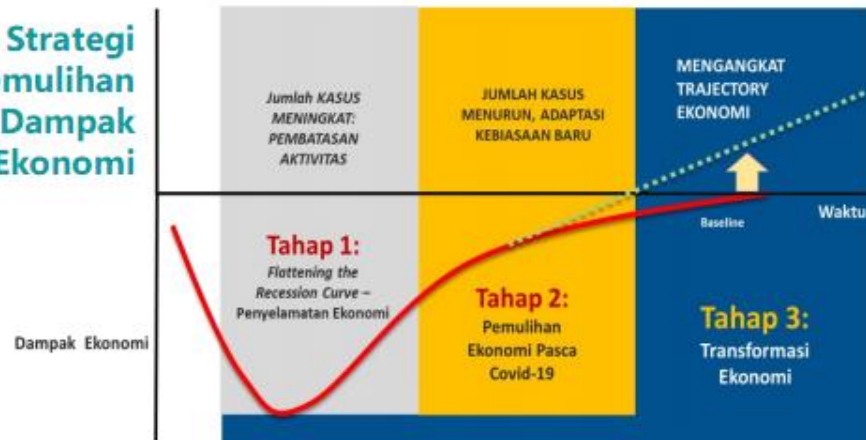 Strategi
emulihan
Dampak
Ekonomi
Jumlah KASUS
MENINGKAT:
PEMBATASAN
AKTIVITAS
JUMLAH KASUS
MENURUN, ADAPTASI
KEBIASAAN BARU
MENGANGKAT
TRAJECTORY
EKONOMI
Baseline
Waktu
Tahap 1:
Flattening the
Recession Curve –
Penyelamatan Ekonomi
Tahap 2:
Pemulihan
Ekonomi Pasca
Covid-19
Tahap 3:
Transformasi
Ekonomi
Dampak Ekonomi